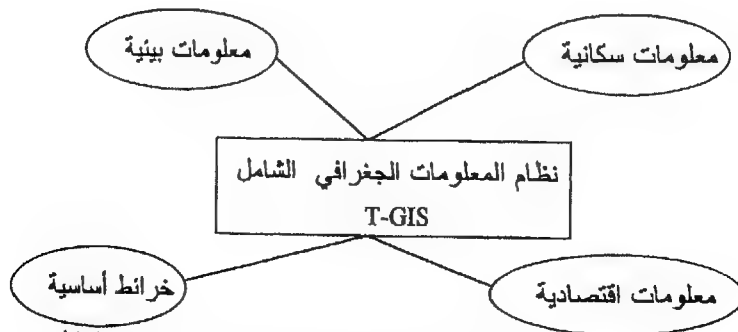 معلومات سكانية
معلومات بيئية
نظام المعلومات الجغرافي الشامل
T-GIS
معلومات اقتصادية
خرائط أساسية